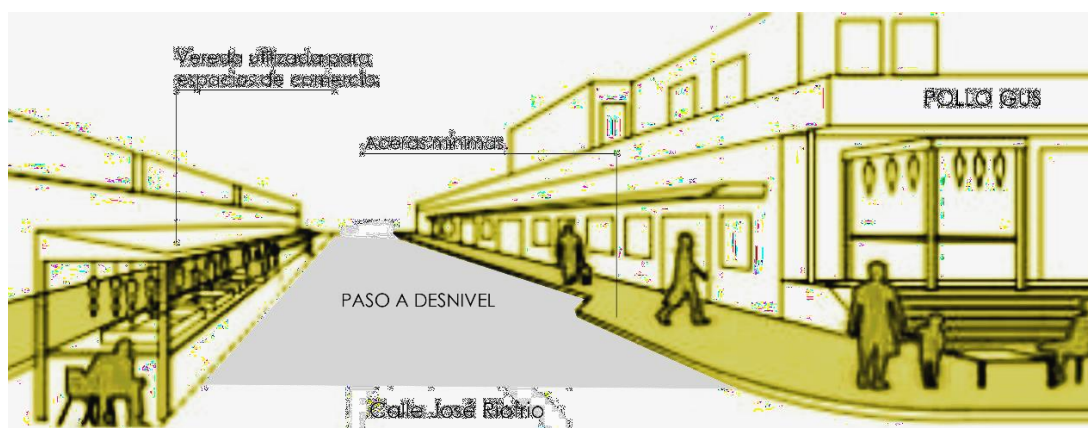 Vereda utilizada para
espacios de comercio.
Aceras mínimas.
POLLO GUS
PASO A DESNIVEL
Calle José Riofrio